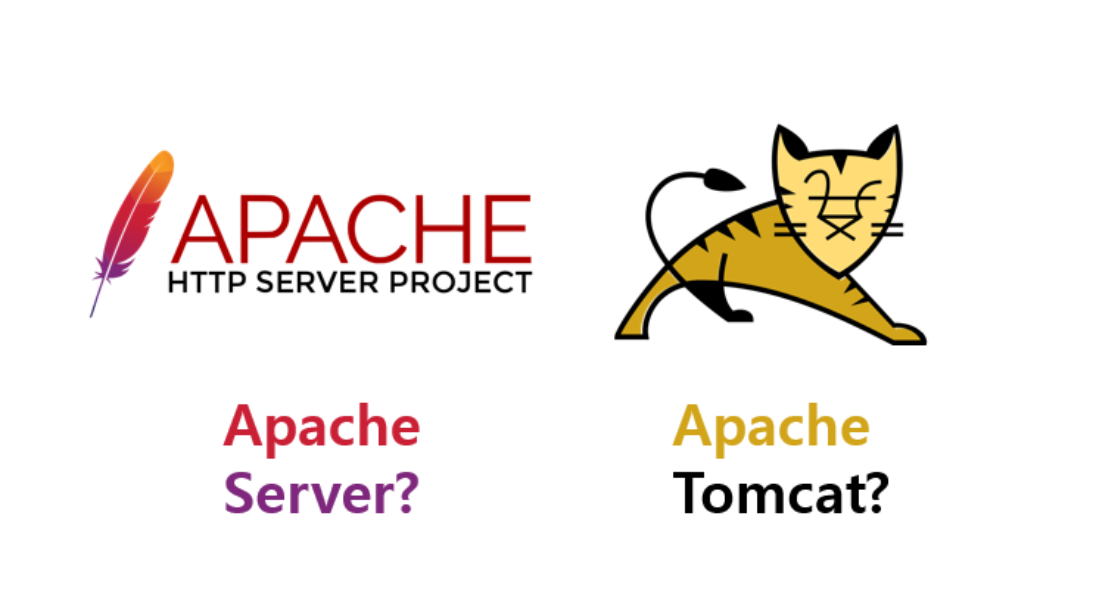 APACHE
HTTP SERVER PROJECT
Apache
Server?
Apache
Tomcat?